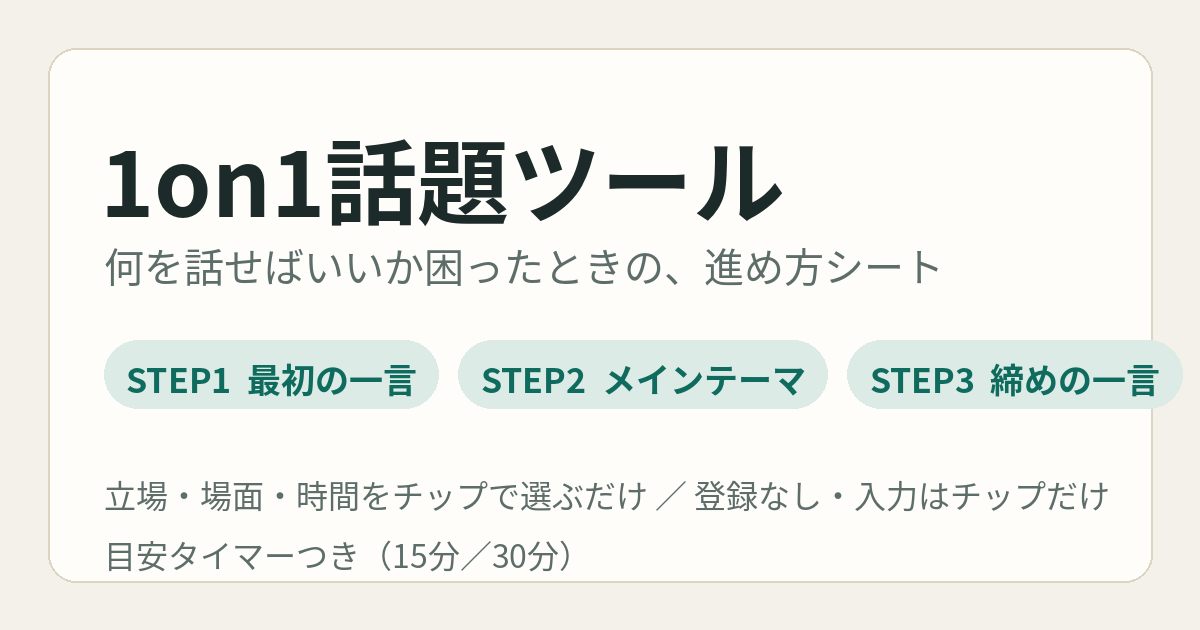 1on1話題ツール
何を話せばいいか困ったときの、進め方シート
STEP1 最初の一言 STEP2 メインテーマ STEP3 締めの一言
立場・場面・時間をチップで選ぶだけ ／ 登録なし・入力はチップだけ
目安タイマーつき（15分／30分）